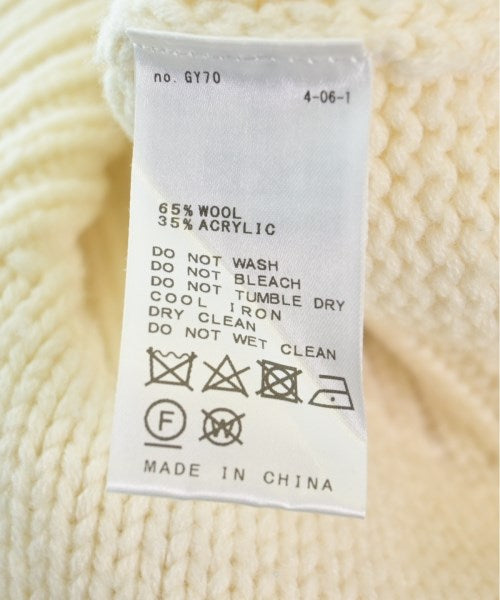 no. GY70
4-06-1
65% WOOL
35% ACRYLIC
DO NOT WASH
DO NOT BLEACH
DO NOT TUMBLE DRY
COOL IRON
DRY CLEAN
DO NOT WET CLEAN
F W
MADE IN CHINA